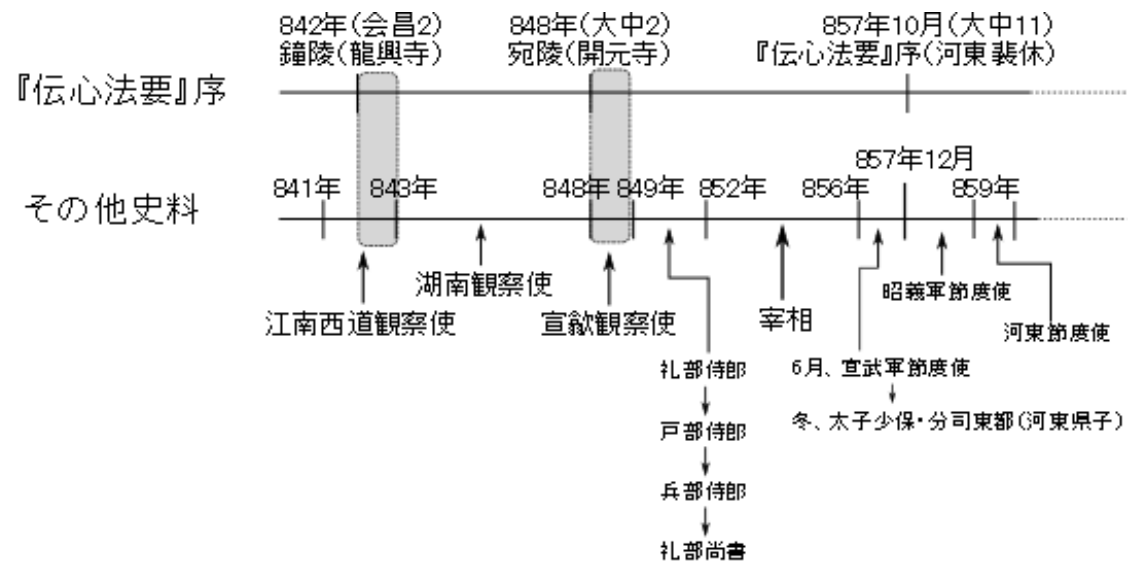 842年(会昌2)
鐘陵(龍興寺)
848年(大中2)
宛陵(開元寺)
857年10月(大中11)
『伝心法要』序(河東裴休)
『伝心法要』序
857年12月
841年
843年
848年
849年
852年
856年
859年
その他史料
江南西道観察使
湖南観察使
宣歙観察使
宰相
昭義軍節度使
河東節度使
礼部侍郎
戸部侍郎
兵部侍郎
礼部尚書
6月、宣武軍節度使
冬、太子少保・分司東都(河東県子)